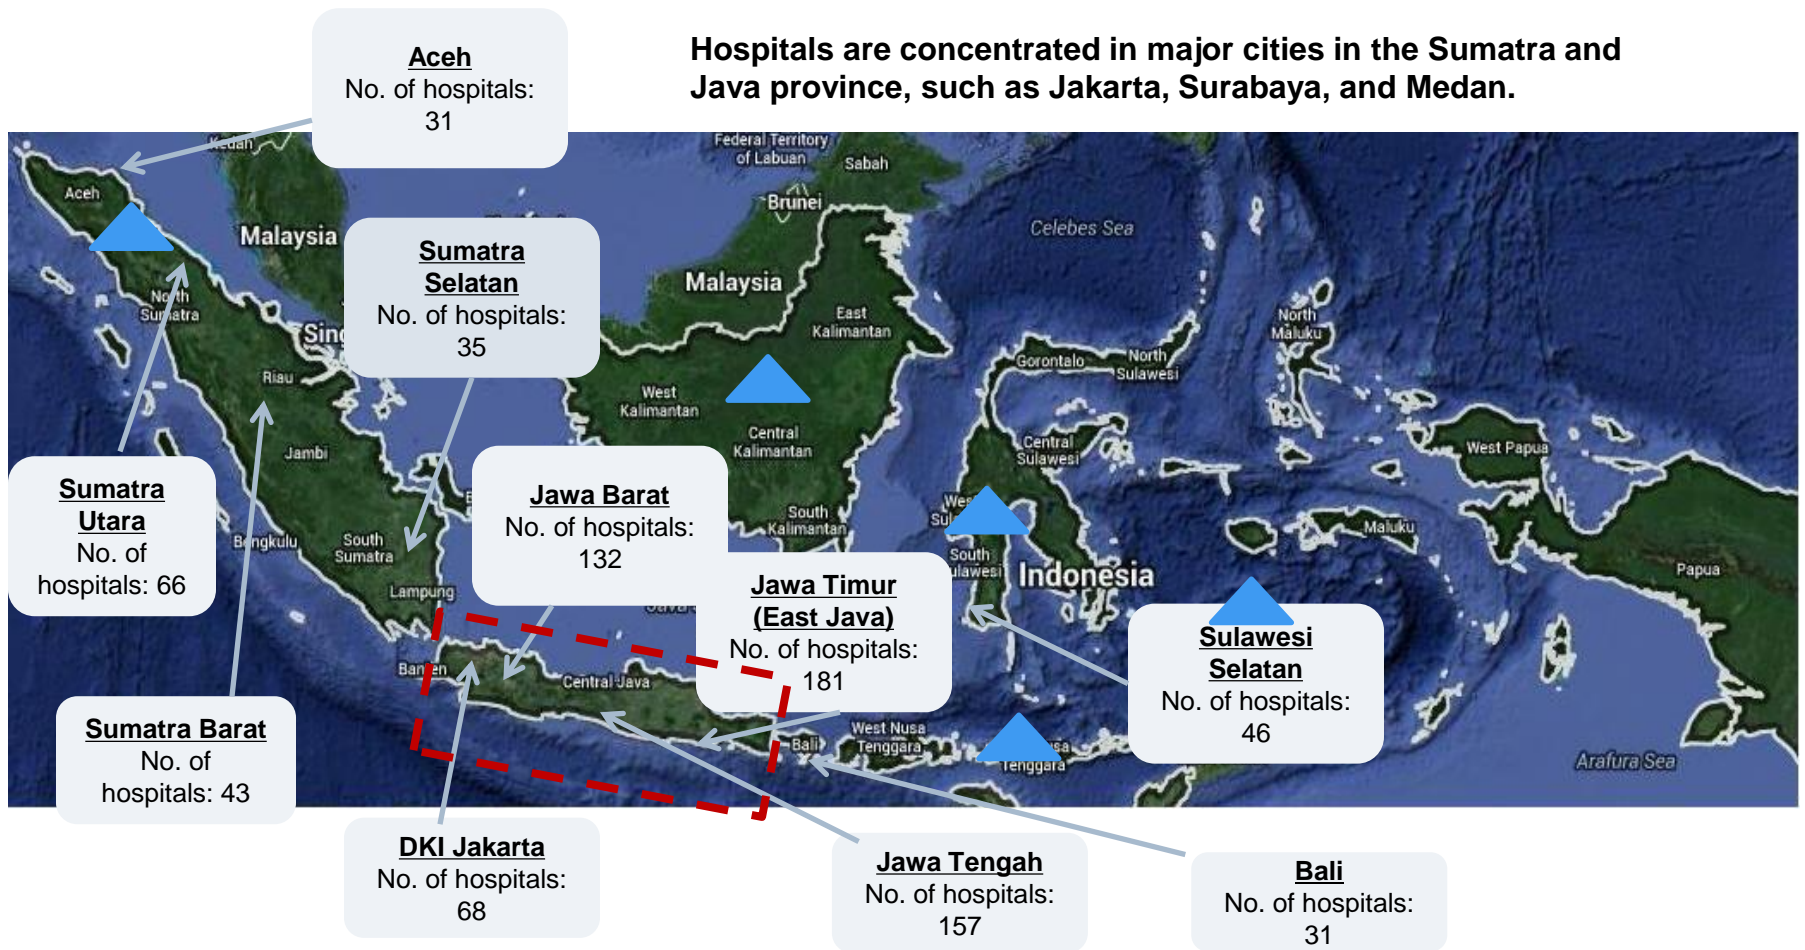 Hospitals are concentrated in major cities in the Sumatra and
Java province, such as Jakarta, Surabaya, and Medan.
Aceh
No. of hospitals:
31
Sumatra
Selatan
No. of hospitals:
35
Sumatra
Utara
No. of
hospitals: 66
Jawa Barat
No. of hospitals:
132
Jawa Timur
(East Java)
No. of hospitals:
181
Sulawesi
Selatan
No. of hospitals:
46
Sumatra Barat
No. of
hospitals: 43
DKI Jakarta
No. of hospitals:
68
Jawa Tengah
No. of hospitals:
157
Bali
No. of hospitals:
31
Kedah
Federal Territory
of Labuan
Sabah
Brunei
Aceh
Malaysia
Celebes Sea
Malaysia
North
Sumatra
East
Kalimantan
North
Maluku
Riau
West
Kalimantan
Gorontalo
North
Sulawesi
Central
Kalimantan
Central
Sulawesi
West Papua
Jambi
South
Kalimantan
Maluku
Bengkulu
South
Sumatra
South
Indonesia
Papua
Lampung
Banten
Central Java
Bali
West Nusa
Tenggara
Tenggara
Arafura Sea